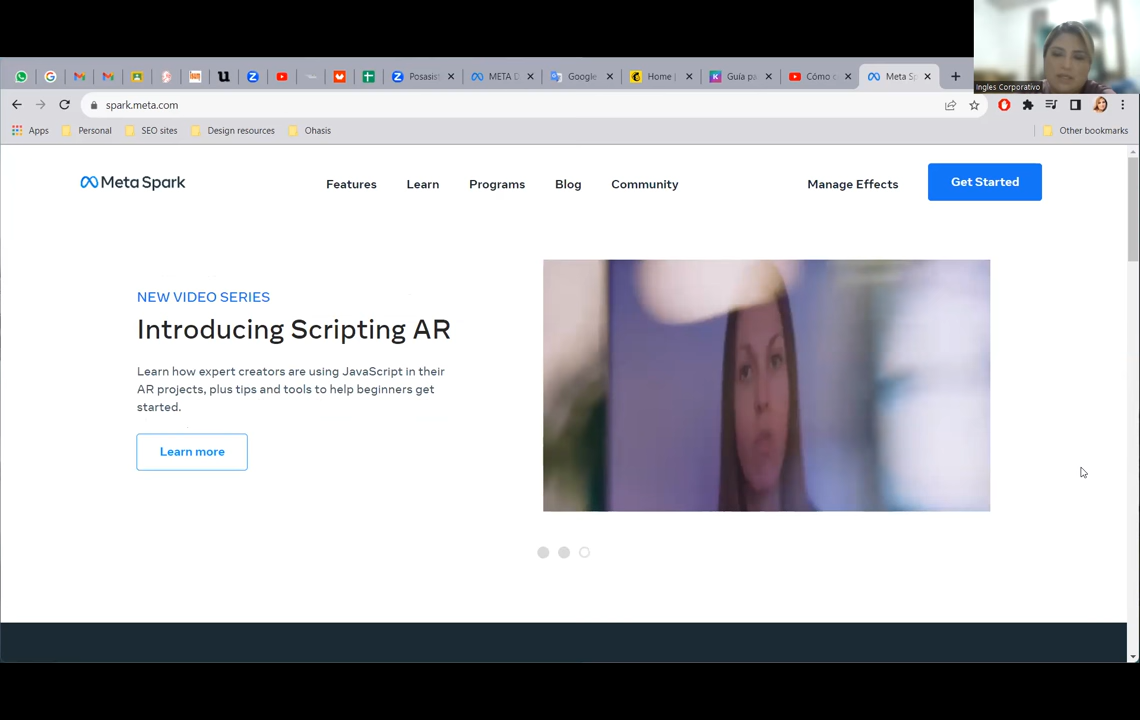 Ingles Corporativo
Posasist
META D
Google
Home |
Guía pa
Cómo c
Meta Sp
spark.meta.com
Apps
Personal
SEO sites
Design resources
Ohasis
Other bookmarks
Meta Spark
Features
Learn
Programs
Blog
Community
Manage Effects
Get Started
NEW VIDEO SERIES
Introducing Scripting AR
Learn how expert creators are using JavaScript in their
AR projects, plus tips and tools to help beginners get
started.
Learn more